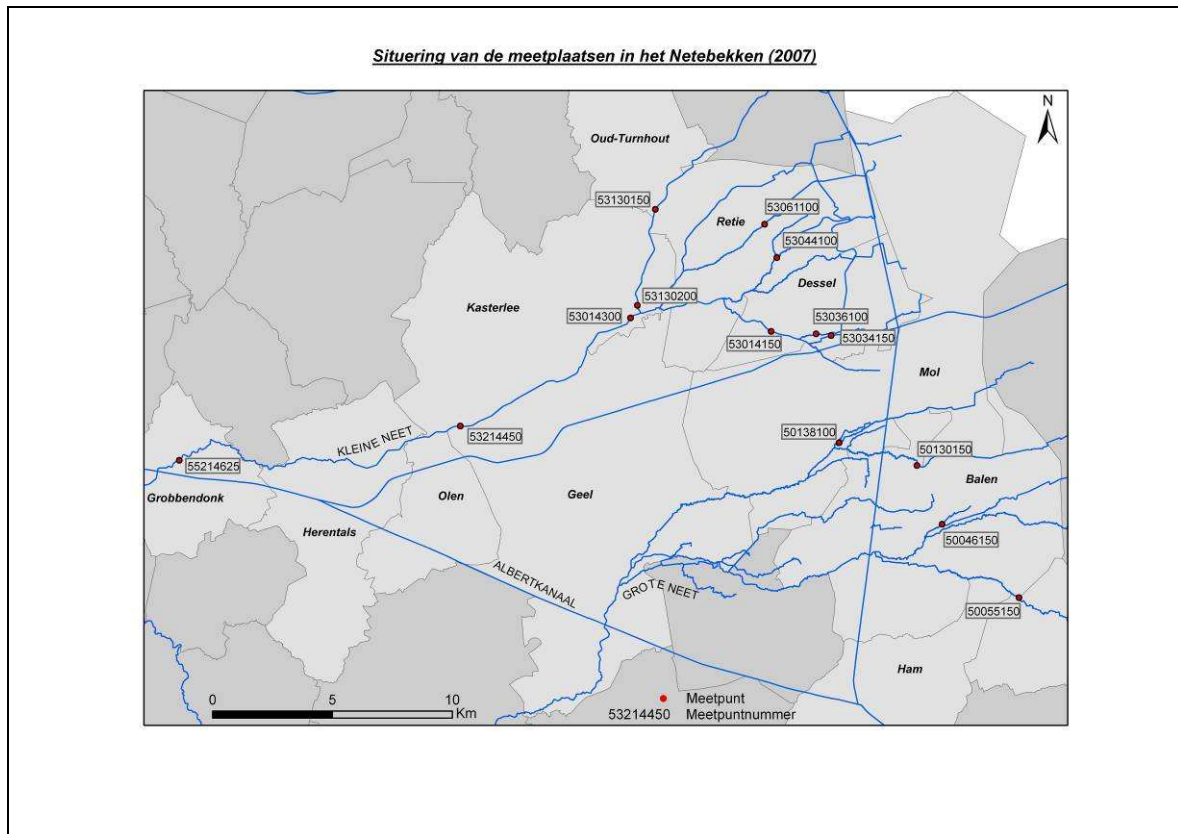 Situering van de meetplaatsen in het Netebekken (2007)
N
Oud-Turnhout
53130150
53061100
Retie
53044100
Dessel
Kasterlee
53130200
53014300
53036100
53014150
53034150
Mol
53214450
KLEINE NEET
50138100
50130150
55214625
Balen
Grobbendonk
Olen
Geel
Herentals
50046150
ALBERTKANAAL
GROTE NEET
50055150
Ham
0 5 10
Km
Meetpunt
53214450 Meetpuntnummer